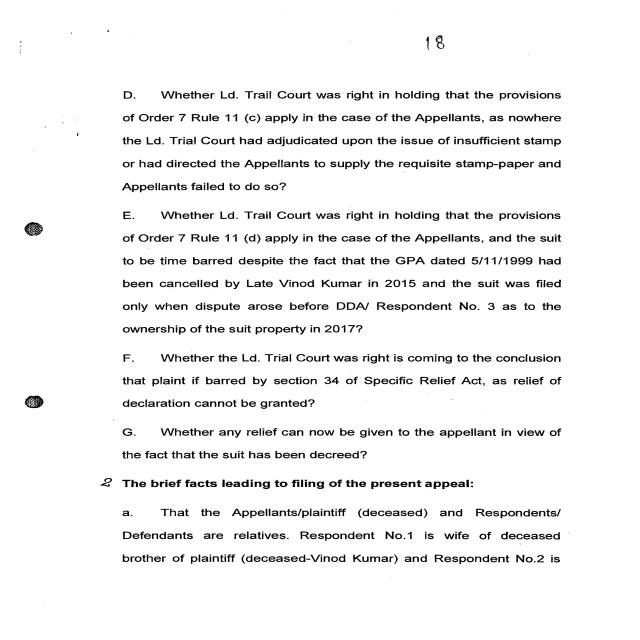 18
D. Whether Ld. Trail Court was right in holding that the provisions
of Order 7 Rule 11 (c) apply in the case of the Appellants, as nowhere
the Ld. Trial Court had adjudicated upon the issue of insufficient stamp
or had directed the Appellants to supply the requisite stamp-paper and
Appellants failed to do so?
E. Whether Ld. Trail Court was right in holding that the provisions
of Order 7 Rule 11 (d) apply in the case of the Appellants, and the suit
to be time barred despite the fact that the GPA dated 5/11/1999 had
been cancelled by Late Vinod Kumar in 2015 and the suit was filed
only when dispute arose before DDA/ Respondent No. 3 as to the
ownership of the suit property in 2017?
F. Whether the Ld. Trial Court was right is coming to the conclusion
that plaint if barred by section 34 of Specific Relief Act, as relief of
declaration cannot be granted?
G. Whether any relief can now be given to the appellant in view of
the fact that the suit has been decreed?
2 The brief facts leading to filing of the present appeal:
a. That the Appellants/plaintiff (deceased) and Respondents/
Defendants are relatives. Respondent No.1 is wife of deceased
brother of plaintiff (deceased-Vinod Kumar) and Respondent No.2 is